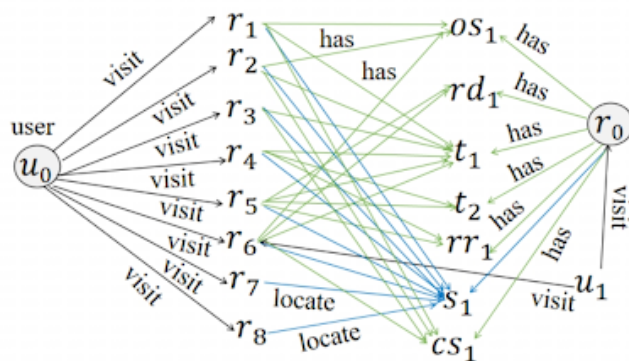 user
u₀
visit
visit
visit
visit
visit
visit
visit
visit
r₁
r₂
r₃
r₄
r₅
r₆
r₇
r₈
has
has
locate
locate
os₁
rd₁
t₁
t₂
rr₁
s₁
cs₁
has
has
has
has
has
has
r₀
visit
u₁
visit